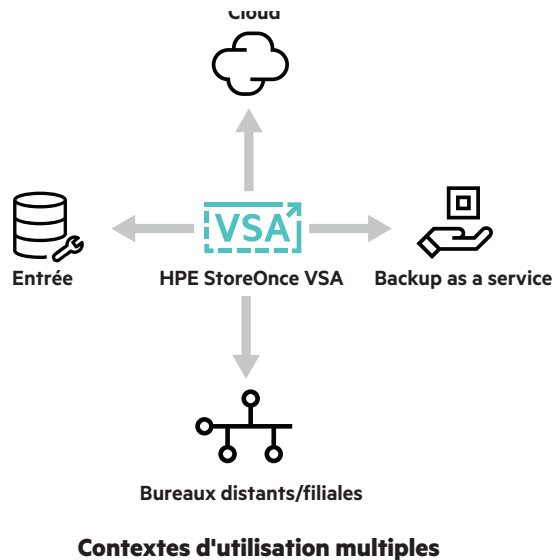 Cloud
VSA
Entrée
HPE StoreOnce VSA
Backup as a service
Bureaux distants/filiales
Contextes d'utilisation multiples